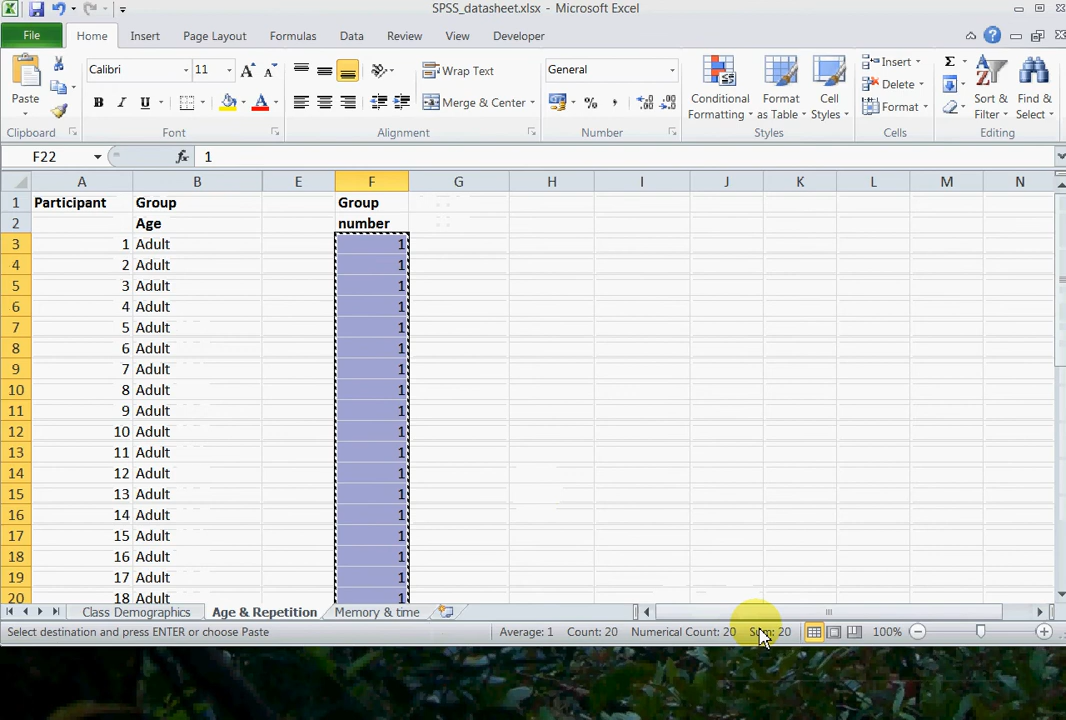 SPSS_datasheet.xlsx - Microsoft Excel
File Home Insert Page Layout Formulas Data Review View Developer
Calibri 11 Wrap Text General Insert Σ
Paste Delete
B I U Merge & Center % , Conditional Formatting Format as Table Cell Styles Format Sort & Filter Find & Select
Clipboard Font Alignment Number Styles Cells Editing
F22 fx 1
A B E F G H I J K L M N
1 Participant Group Group
2 Age number
3 1 Adult 1
4 2 Adult 1
5 3 Adult 1
6 4 Adult 1
7 5 Adult 1
8 6 Adult 1
9 7 Adult 1
10 8 Adult 1
11 9 Adult 1
12 10 Adult 1
13 11 Adult 1
14 12 Adult 1
15 13 Adult 1
16 14 Adult 1
17 15 Adult 1
18 16 Adult 1
19 17 Adult 1
20 18 Adult 1
Class Demographics Age & Repetition Memory & time
Select destination and press ENTER or choose Paste Average: 1 Count: 20 Numerical Count: 20 Sum: 20 100%